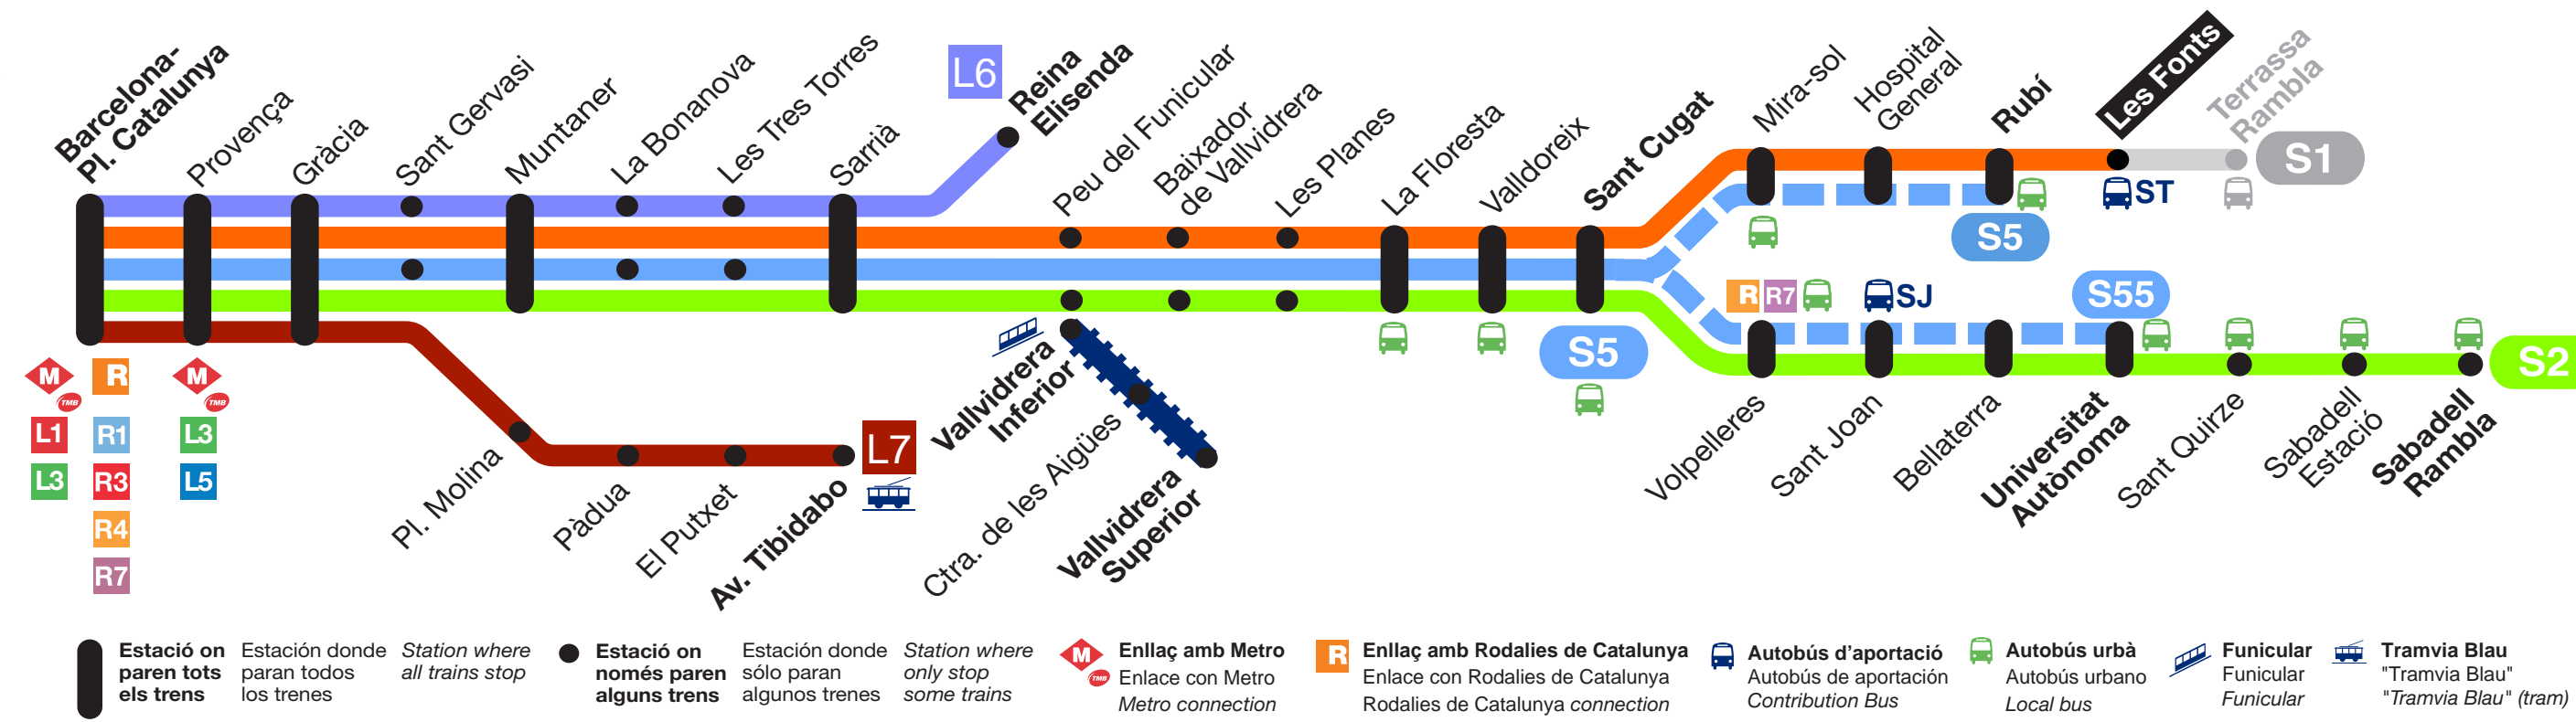 Barcelona-
Pl. Catalunya
Provença
Gràcia
Sant Gervasi
Muntaner
La Bonanova
Les Tres Torres
Sarrià
L6
Reina
Elisenda
Peu del Funicular
Baixador
de Vallvidrera
Les Planes
La Floresta
Valldoreix
Sant Cugat
Mira-sol
Hospital
General
Rubí
Les Fonts
Terrassa
Rambla
S1
ST
S5
R R7
SJ
S55
S5
S2
M
TMB
R
M
TMB
L1
R1
L3
L3
R3
L5
R4
R7
Pl. Molina
Pàdua
El Putxet
Av. Tibidabo
L7
Vallvidrera
Inferior
Ctra. de les Aigües
Vallvidrera
Superior
Volpelleres
Sant Joan
Bellaterra
Universitat
Autònoma
Sant Quirze
Sabadell
Estació
Sabadell
Rambla
Estació on
paren tots
els trens
Estación donde
paran todos
los trenes
Station where
all trains stop
Estació on
només paren
alguns trens
Estación donde
sólo paran
algunos trenes
Station where
only stop
some trains
M
TMB
Enllaç amb Metro
Enlace con Metro
Metro connection
R
Enllaç amb Rodalies de Catalunya
Enlace con Rodalies de Catalunya
Rodalies de Catalunya connection
Autobús d'aportació
Autobús de aportación
Contribution Bus
Autobús urbà
Autobús urbano
Local bus
Funicular
Funicular
Funicular
Tramvia Blau
"Tramvia Blau"
"Tramvia Blau" (tram)